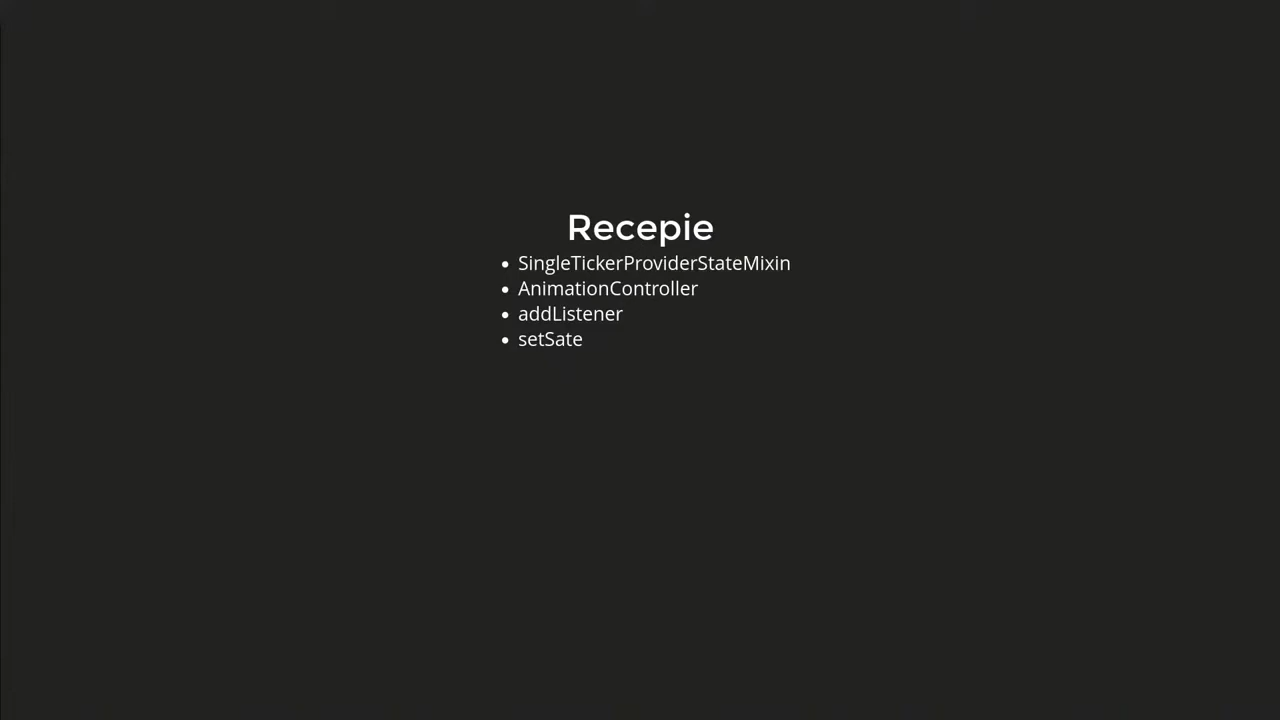 Recepie
• SingleTickerProviderStateMixin
• AnimationController
• addListener
• setSate